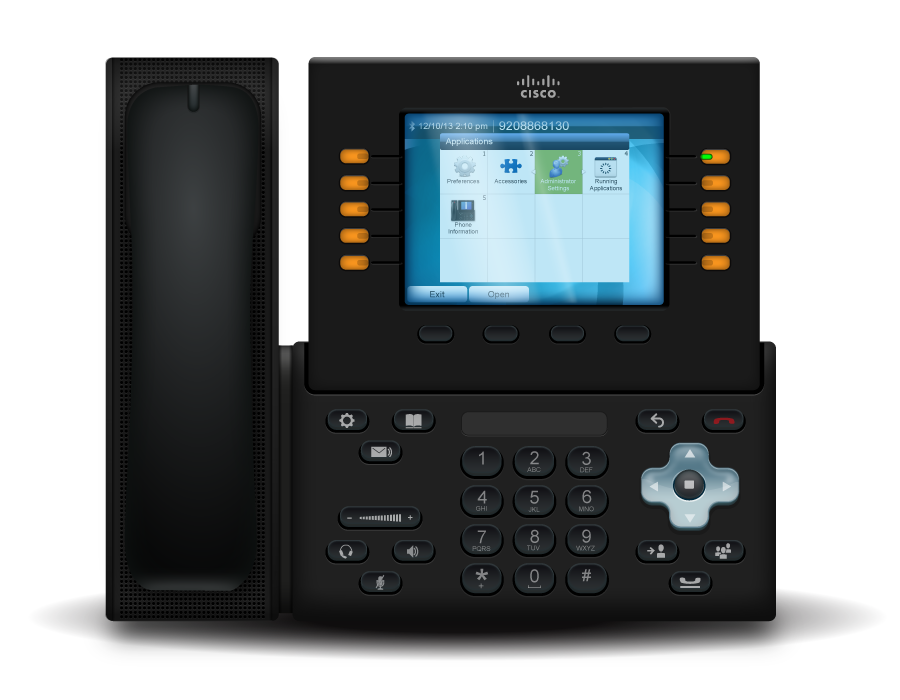 CISCO
12/10/13 2:10 pm 9208868130
Applications
1 2 3 4
Preferences Accessories Administrator Settings Running Applications
5
Phone Information
Exit Open
- +
1 2 ABC 3 DEF
4 GHI 5 JKL 6 MNO
7 PQRS 8 TUV 9 WXYZ
* + 0 #